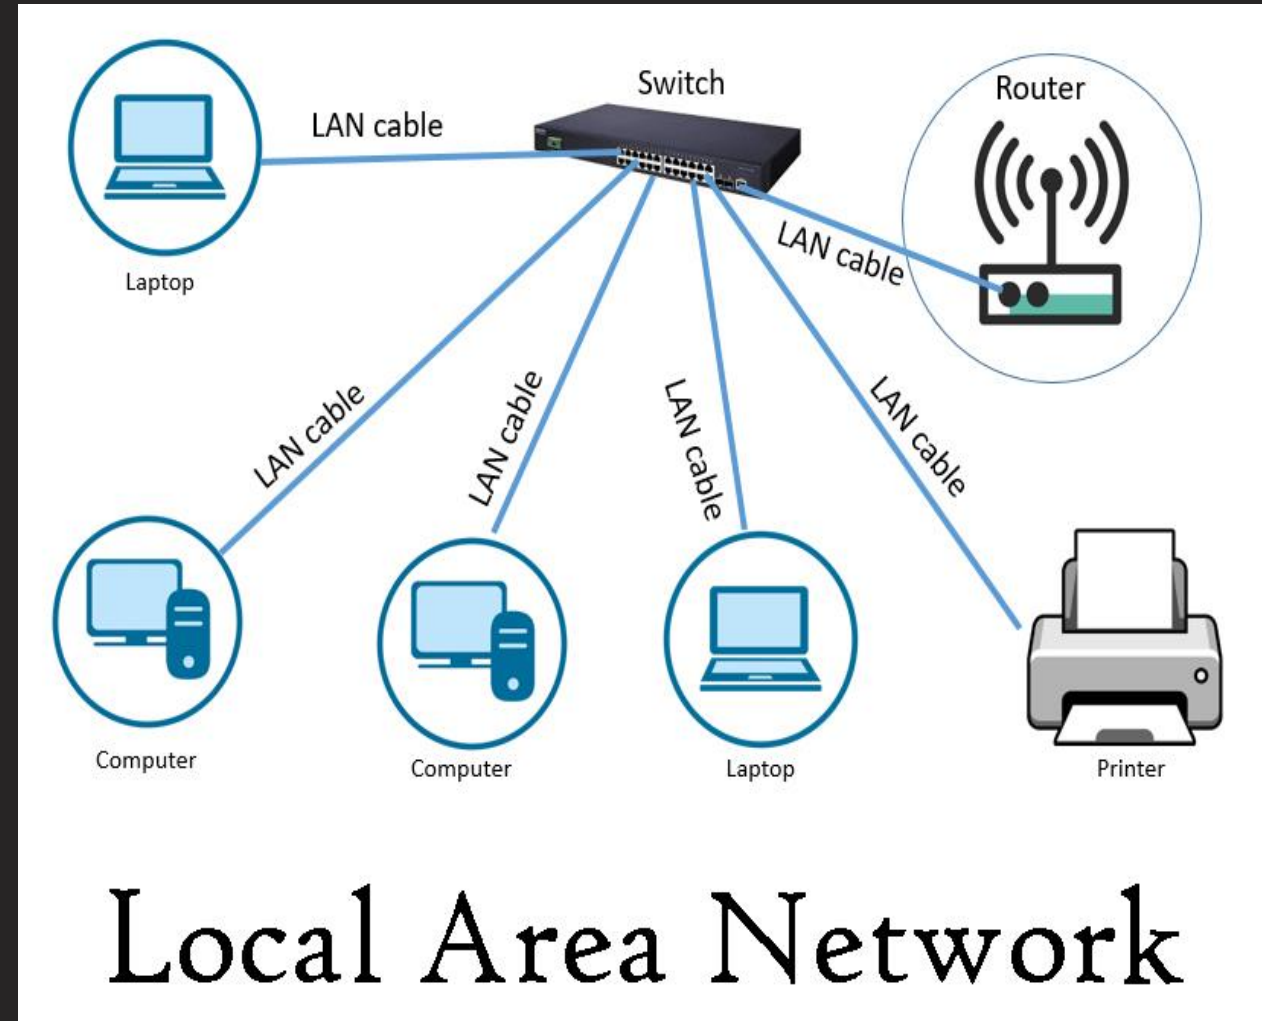 Switch
Router
LAN cable
LAN cable
Laptop
LAN cable
LAN cable
LAN cable
LAN cable
Computer
Computer
Laptop
Printer
Local Area Network